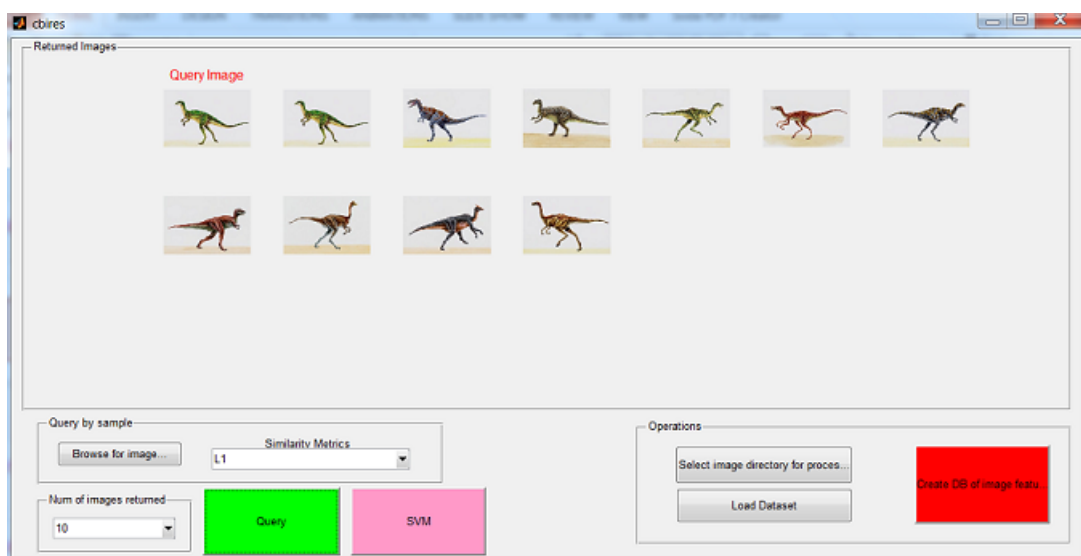 cbires
Returned Images
Query Image
Query by sample
Browse for image...
Similarity Metrics
L1
Num of images returned
10
Query
SVM
Operations
Select image directory for proces...
Load Dataset
Create DB of image featu...